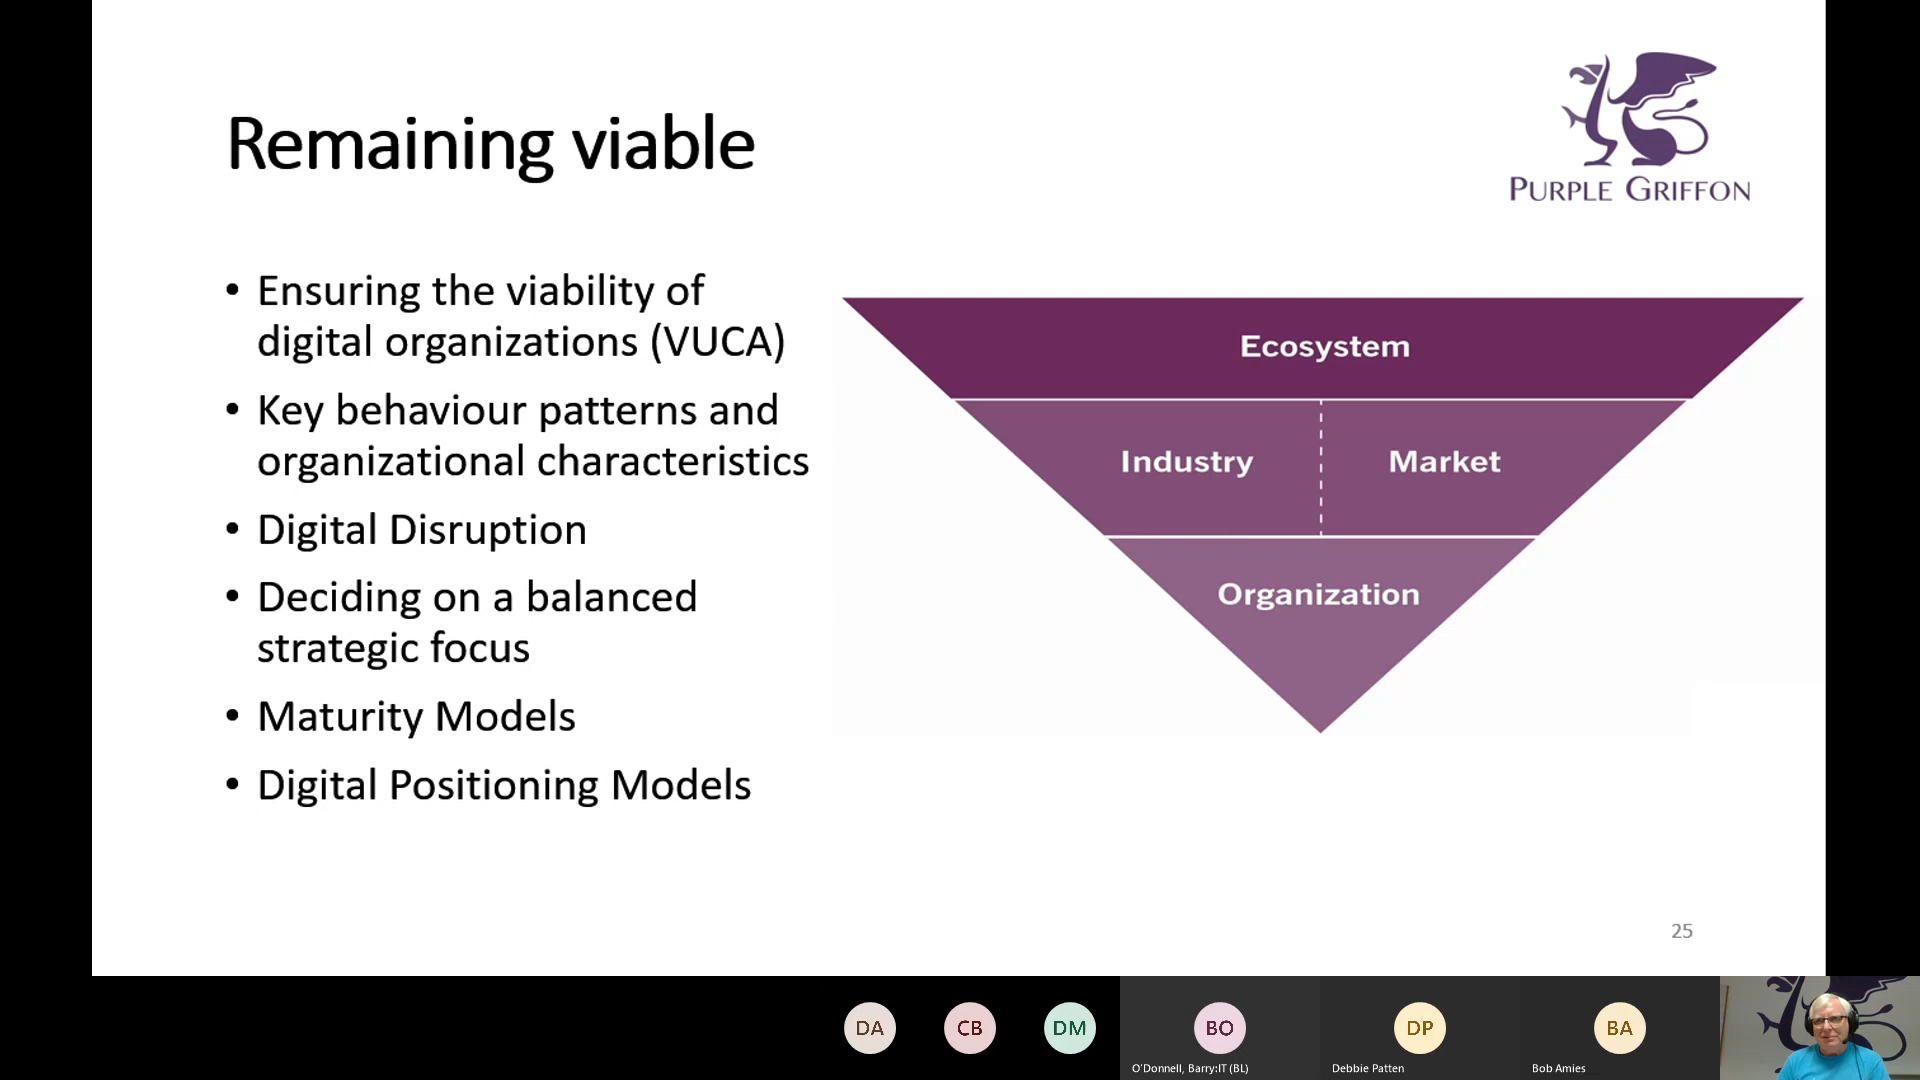 Remaining viable
PURPLE GRIFFON
• Ensuring the viability of
digital organizations (VUCA)
• Key behaviour patterns and
organizational characteristics
• Digital Disruption
• Deciding on a balanced
strategic focus
• Maturity Models
• Digital Positioning Models
Ecosystem
Industry
Market
Organization
25
DA
CB
DM
BO
DP
BA
O'Donnell, Barry:IT (BL)
Debbie Patten
Bob Amies